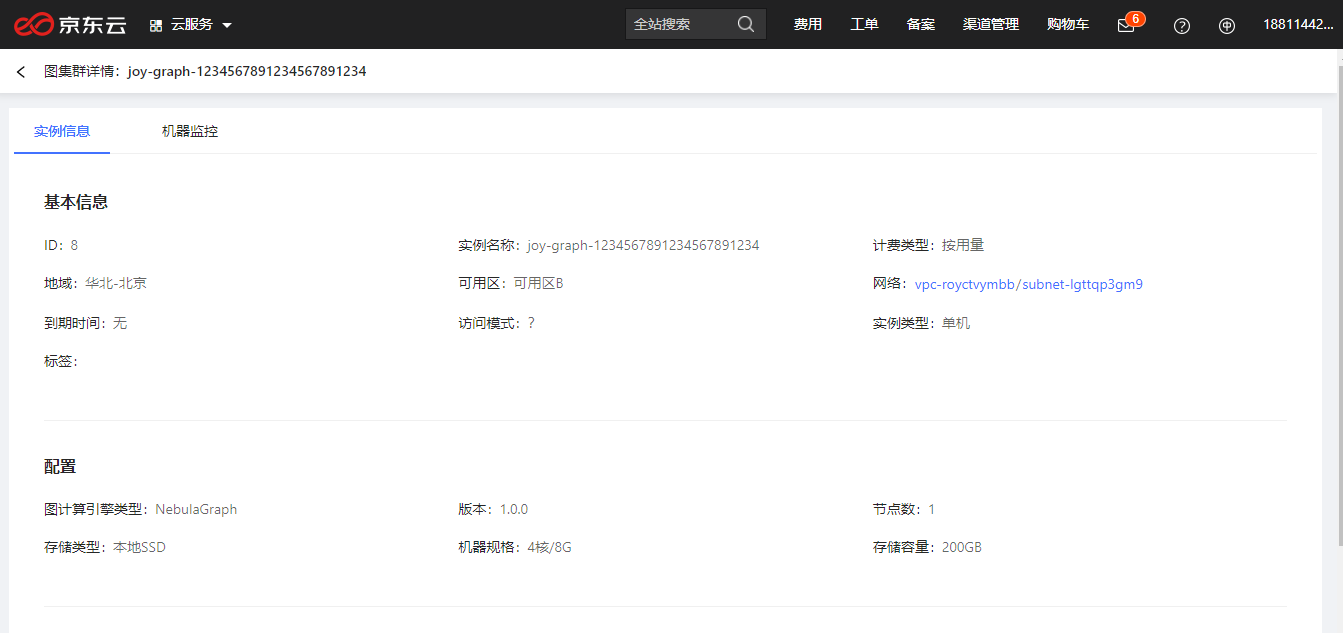 京东云 云服务 全站搜索 费用 工单 备案 渠道管理 购物车 6 18811442...
图集群详情：joy-graph-1234567891234567891234
实例信息 机器监控
基本信息
ID：8 实例名称：joy-graph-1234567891234567891234 计费类型：按用量
地域：华北-北京 可用区：可用区B 网络：vpc-royctvymbb/subnet-lgttqp3gm9
到期时间：无 访问模式：? 实例类型：单机
标签：
配置
图计算引擎类型：NebulaGraph 版本：1.0.0 节点数：1
存储类型：本地SSD 机器规格：4核/8G 存储容量：200GB